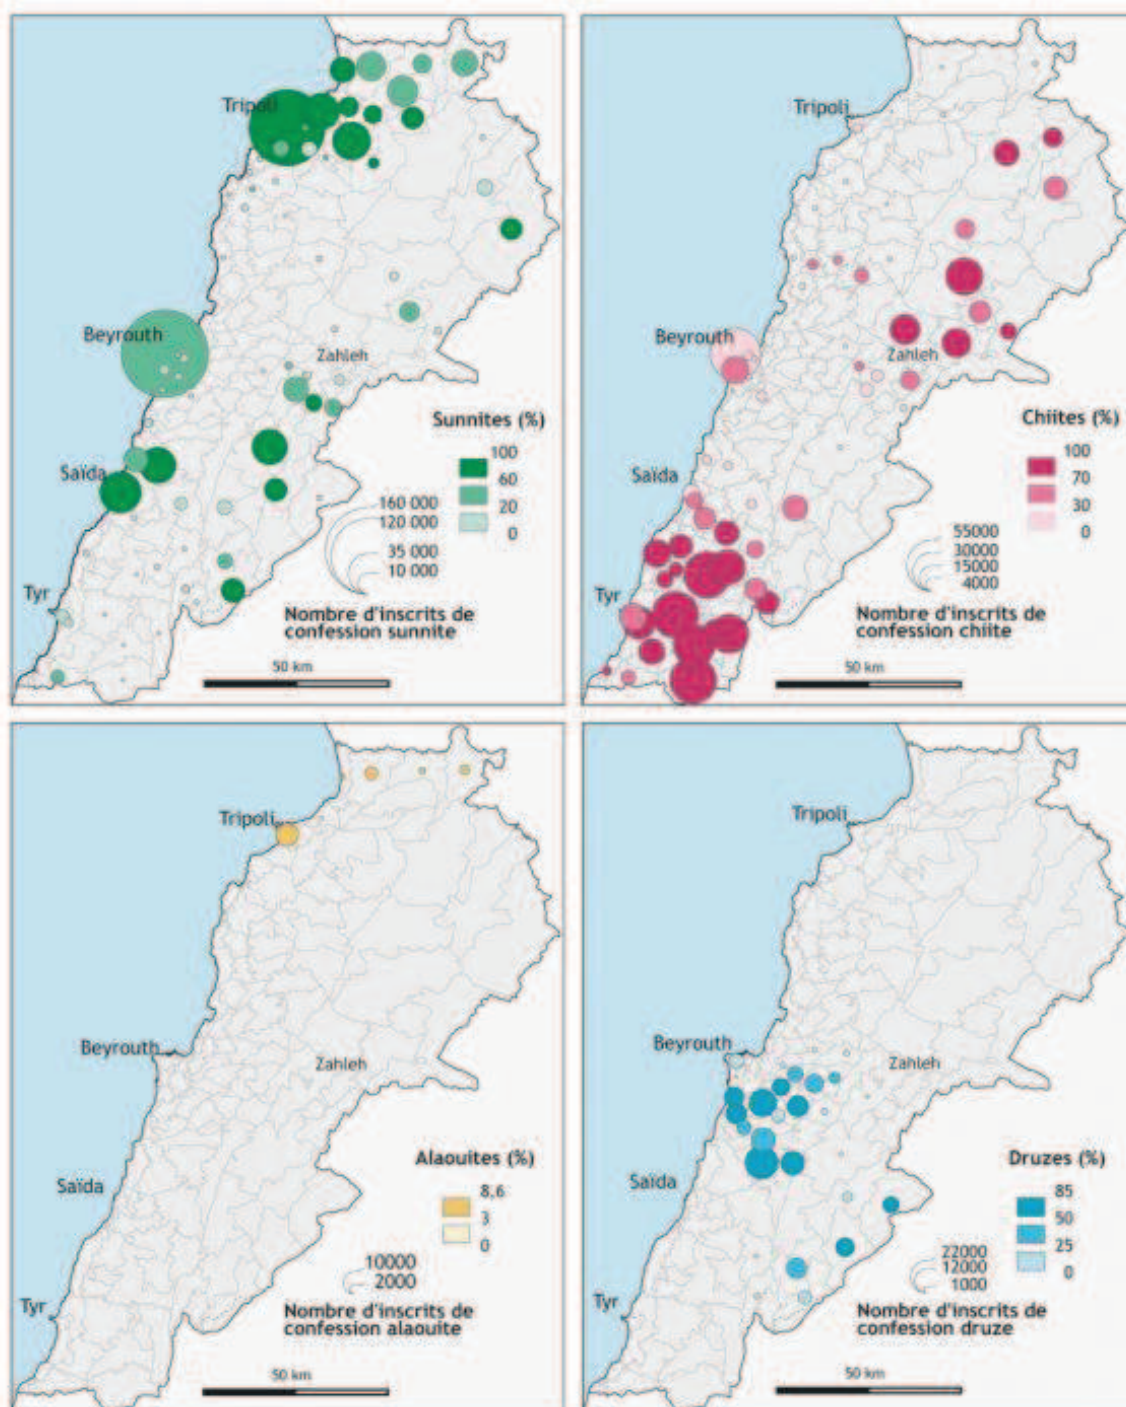 Tripoli
Beyrouth
Zahleh
Saïda
Tyr
Sunnites (%)
100
60
20
0
160 000
120 000
35 000
10 000
Nombre d'inscrits de
confession sunnite
50 km
Tripoli
Beyrouth
Zahleh
Saïda
Tyr
Chiites (%)
100
70
30
0
55000
30000
15000
4000
Nombre d'inscrits de
confession chiite
50 km
Tripoli
Beyrouth
Zahleh
Saïda
Tyr
Alaouites (%)
8,6
3
0
10000
2000
Nombre d'inscrits de
confession alaouite
50 km
Tripoli
Beyrouth
Zahleh
Saïda
Tyr
Druzes (%)
85
50
25
0
22000
12000
1000
Nombre d'inscrits de
confession druze
50 km